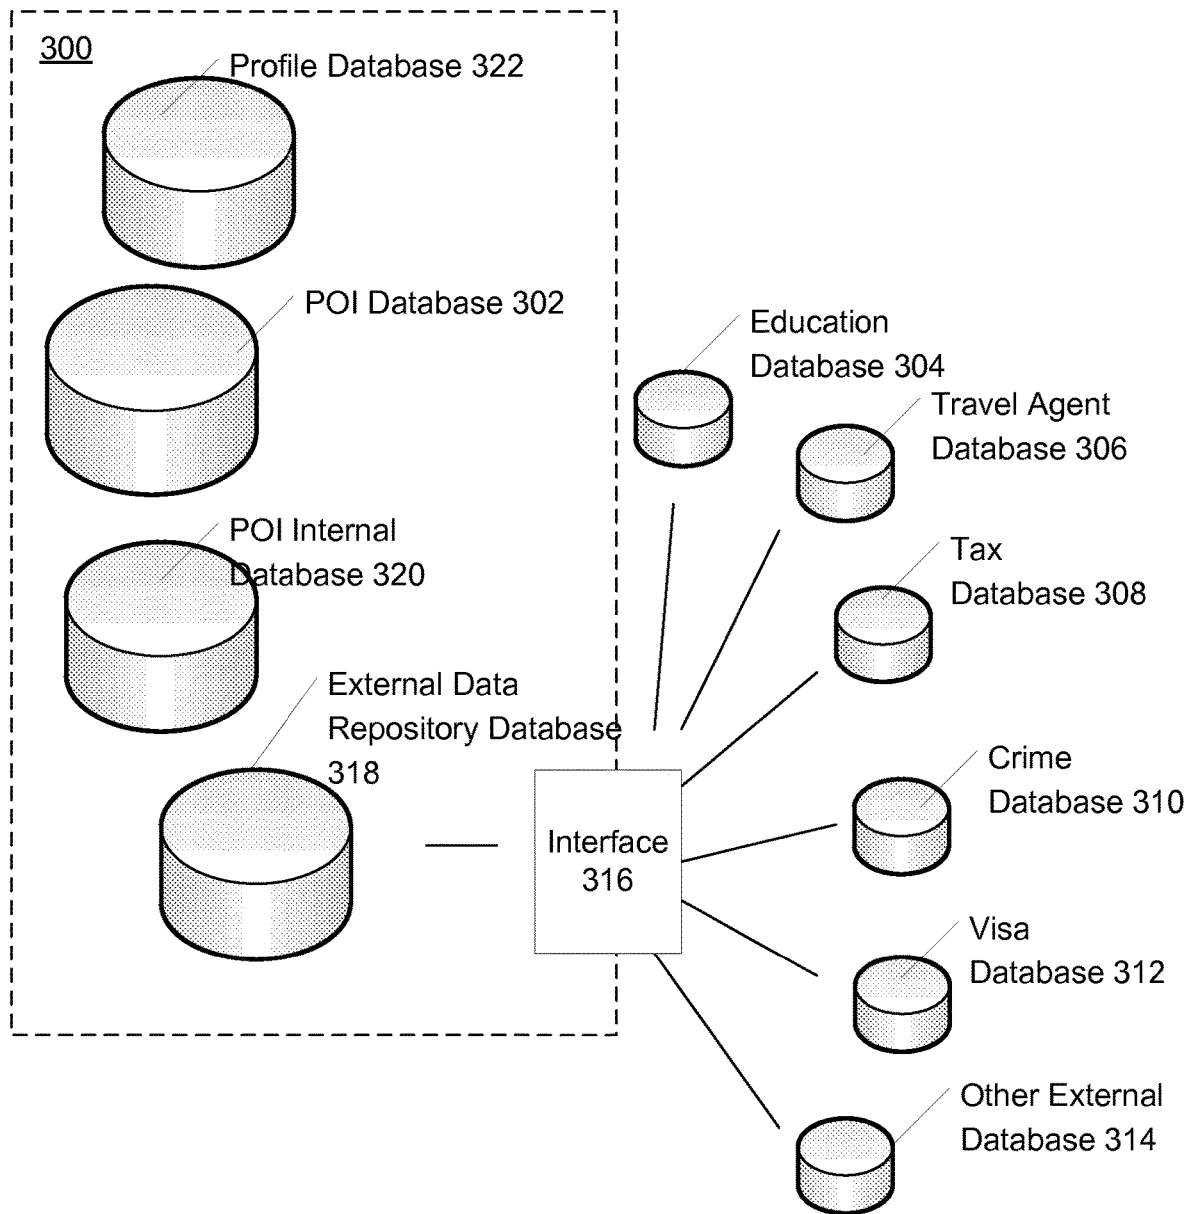 300
Profile Database 322
POI Database 302
POI Internal
Database 320
External Data
Repository Database
318
Interface
316
Education
Database 304
Travel Agent
Database 306
Tax
Database 308
Crime
Database 310
Visa
Database 312
Other External
Database 314